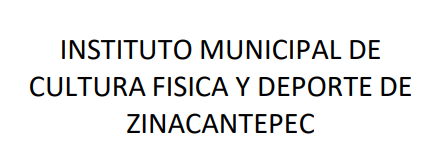 INSTITUTO MUNICIPAL DE
CULTURA FISICA Y DEPORTE DE
ZINACANTEPEC